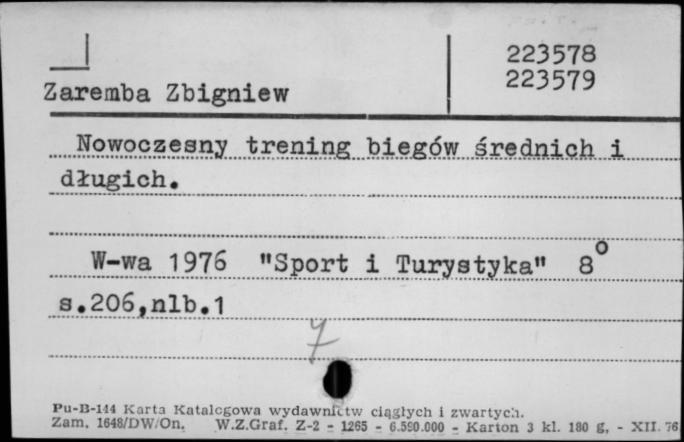 223578
223579
Zaremba Zbigniew
Nowoczesny trening biegów średnich i
długich.
W-wa 1976 "Sport i Turystyka" 8°
s.206,nlb.1
7
Pu-B-144 Karta Katalogowa wydawnictw ciągłych i zwartych.
Zam. 1648/DW/On. W.Z.Graf. Z-2 - 1265 - 6.590.000 - Karton 3 kl. 180 g, - XII. 76